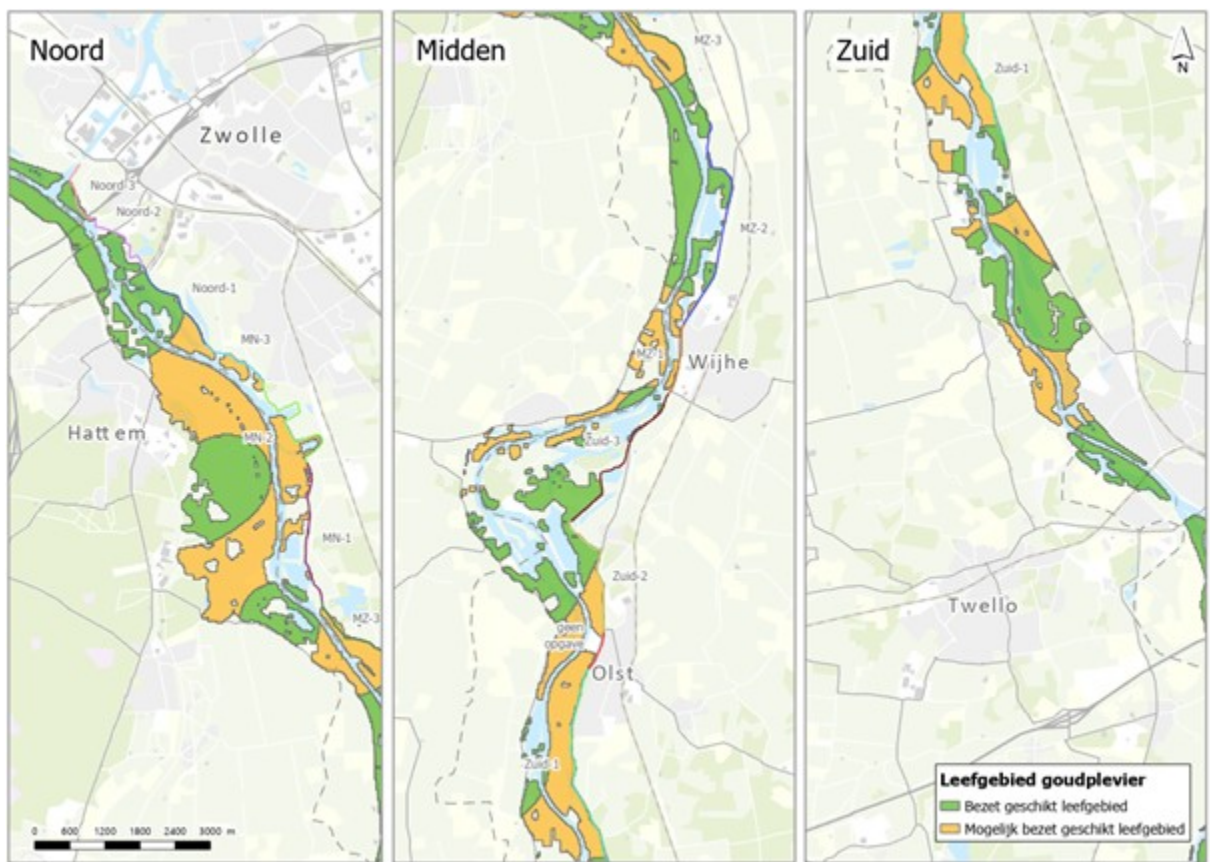 Noord
Zwolle
Noord-3
Noord-2
Noord-1
MN-3
Hattem
MN-2
MN-1
MZ-3
0 600 1200 1800 2400 3000 m
Midden
MZ-3
MZ-2
MZ-1
Wijhe
Zuid-3
Zuid-2
geen
opgave
Olst
Zuid-1
Zuid
N
Zuid-1
Twello
Leefgebied goudplevier
Bezet geschikt leefgebied
Mogelijk bezet geschikt leefgebied